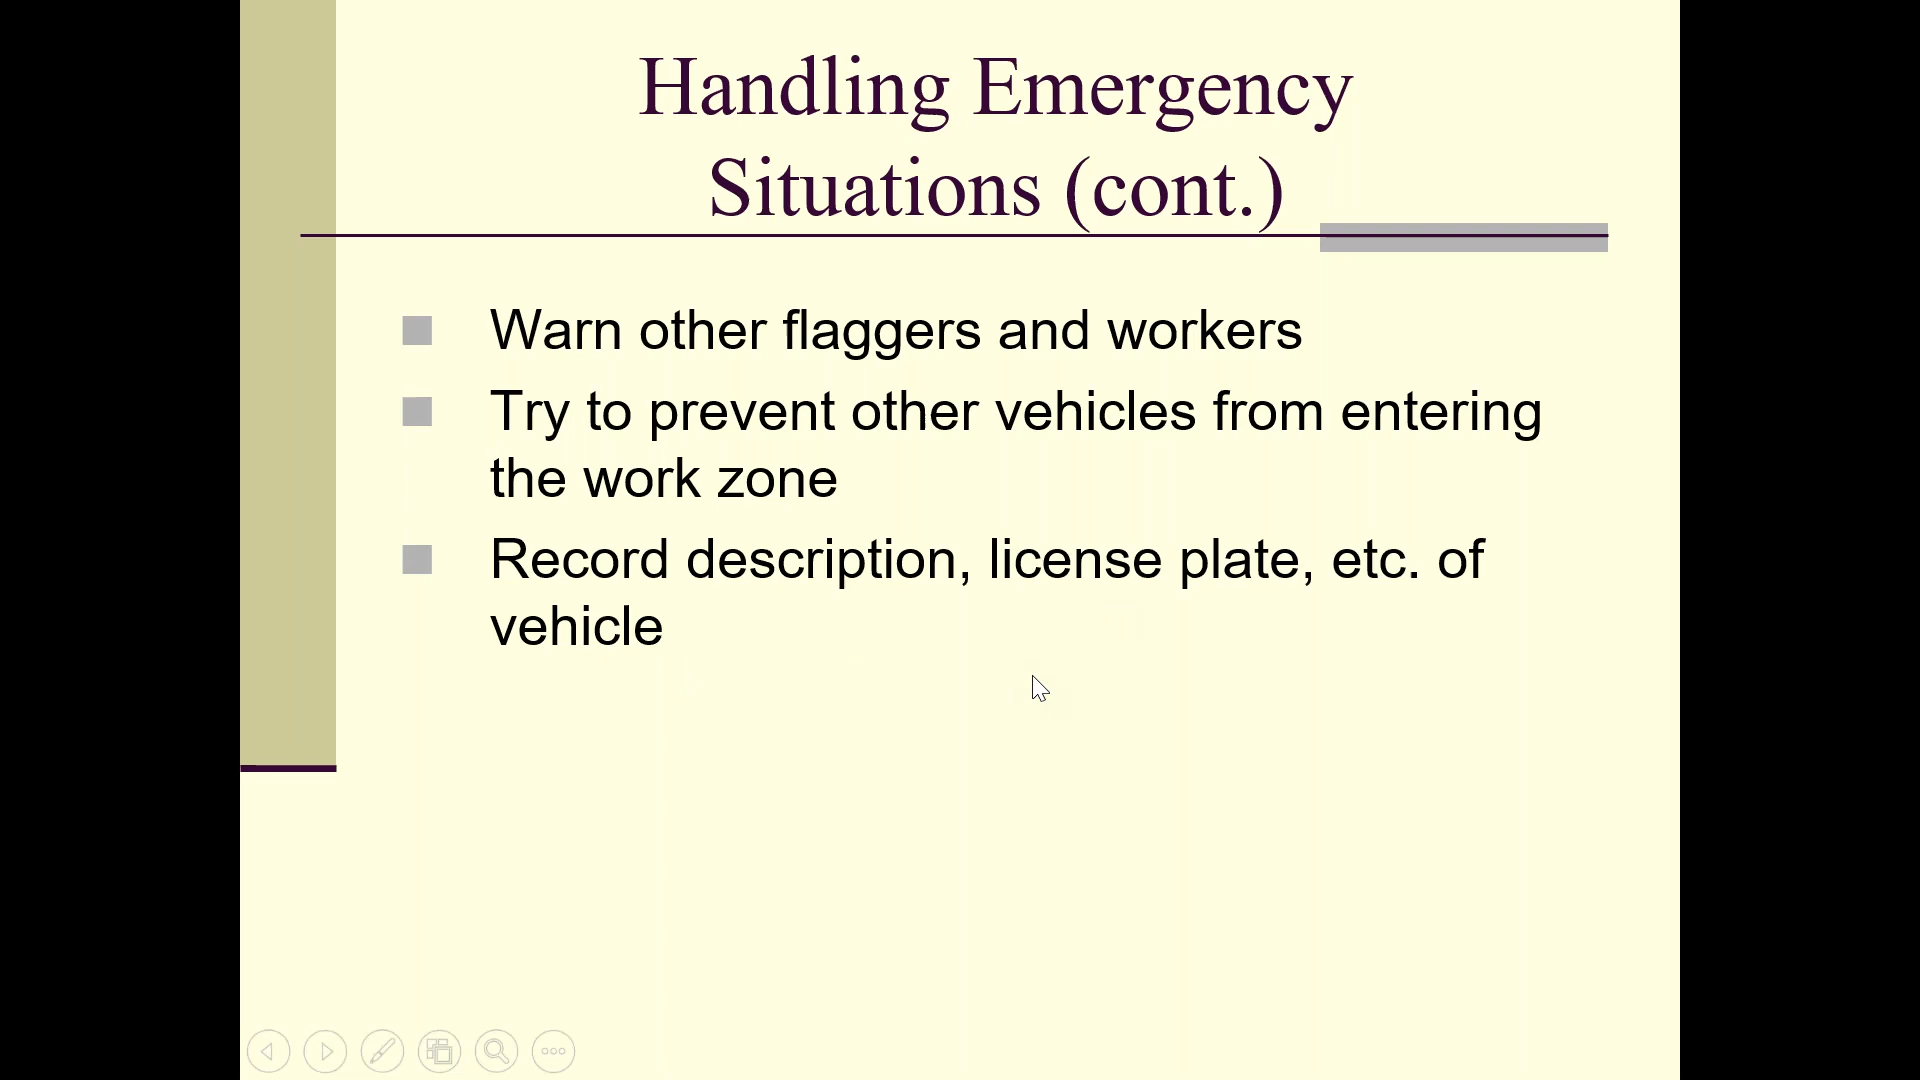 Handling Emergency
Situations (cont.)
Warn other flaggers and workers
Try to prevent other vehicles from entering
the work zone
Record description, license plate, etc. of
vehicle